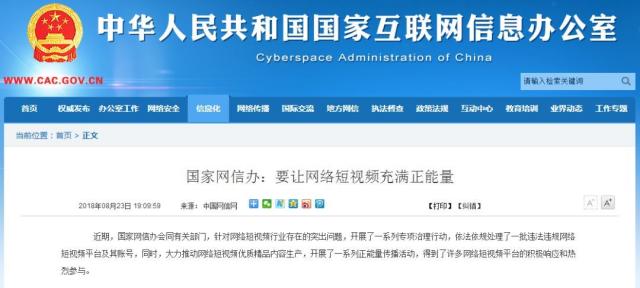 中华人民共和国国家互联网信息办公室
Cyberspace Administration of China
WWW.CAC.GOV.CN
请输入检索关键词
首页 权威发布 办公室工作 网络安全 信息化 网络传播 国际交流 地方网信 执法稽查 政策法规 互动中心 教育培训 业界动态 工作专题
当前位置：首页 > 正文
国家网信办：要让网络短视频充满正能量
2018年08月23日 19:09:59 来源： 中国网信网 【打印】【纠错】 A- A+
近期，国家网信办会同有关部门，针对网络短视频行业存在的突出问题，开展了一系列专项治理行动，依法依规处理了一批违法违规网络
短视频平台及其账号，同时，大力推动网络短视频优质精品内容生产，开展了一系列正能量传播活动，得到了许多网络短视频平台的积极响应和热
烈参与。